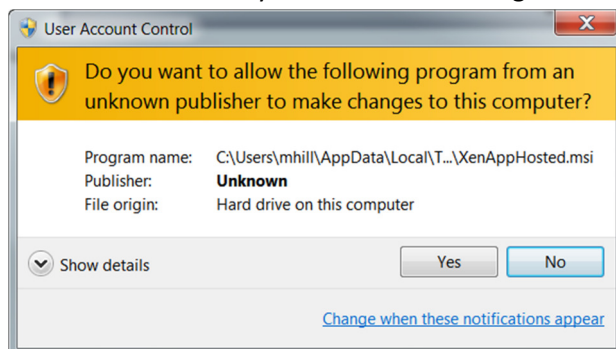 User Account Control
Do you want to allow the following program from an
unknown publisher to make changes to this computer?
Program name: C:\Users\mhill\AppData\Local\T...\XenAppHosted.msi
Publisher: Unknown
File origin: Hard drive on this computer
Show details Yes No
Change when these notifications appear